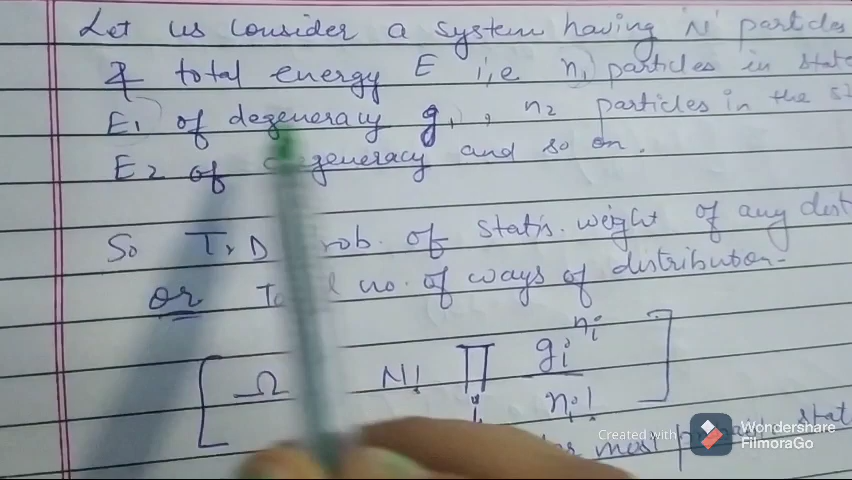 Let us consider a system having 'N' particles
& total energy E i,e n1 particles in state
E1 of degeneracy g1, n2 particles in the
E2 of degeneracy and so on.
So T, D prob. of statis. weight of any
or no. of ways of distribution-
[ Ω N! ∏i gi^ni / ni! ]
most
Created with Wondershare FilmoraGo